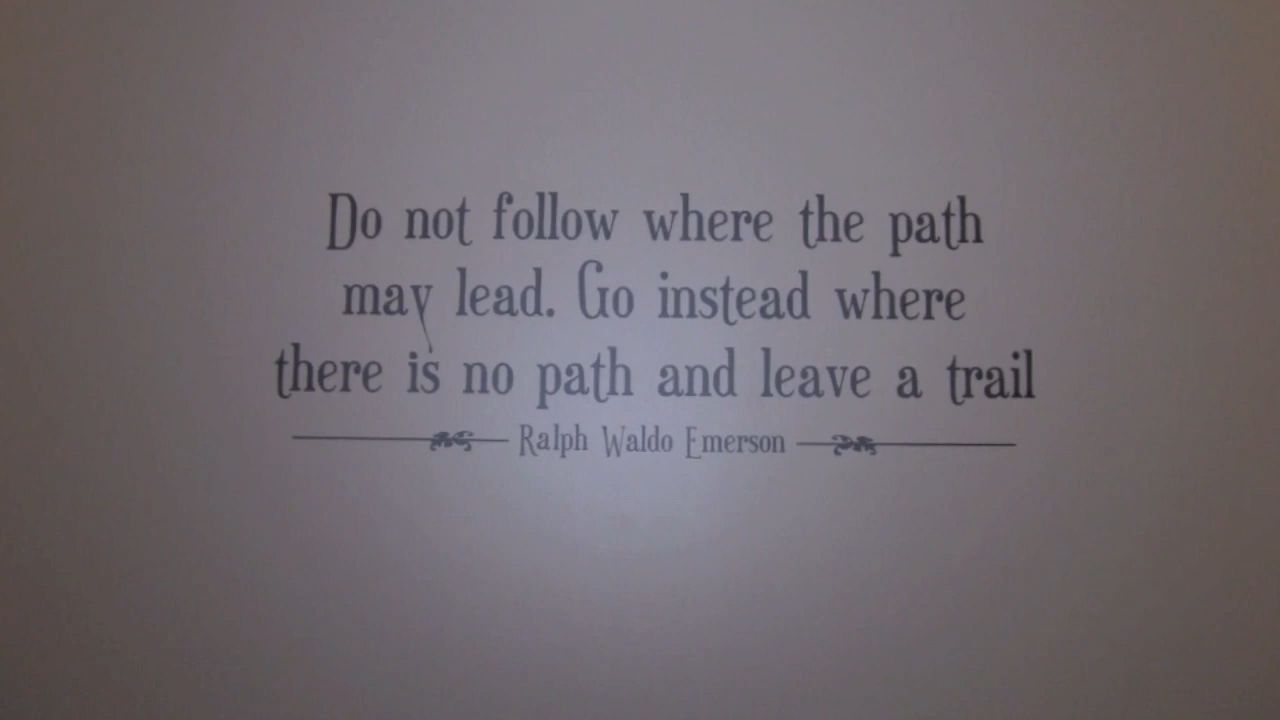 Do not follow where the path
may lead. Go instead where
there is no path and leave a trail
Ralph Waldo Emerson